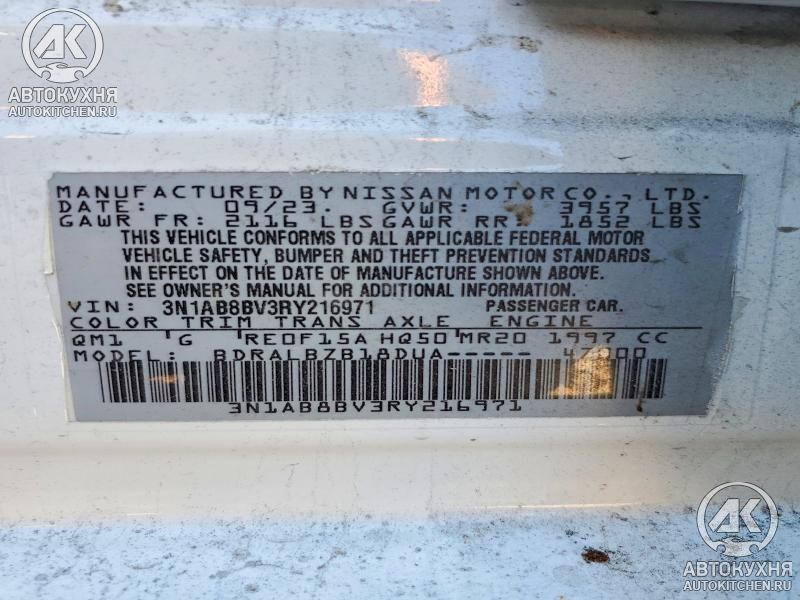 AK
АВТОКУХНЯ
AUTOKITCHEN.RU
MANUFACTURED BY NISSAN MOTOR CO., LTD.
DATE: 09/23 GVWR: 3957 LBS
GAWR FR: 2116 LBS GAWR RR: 1852 LBS
THIS VEHICLE CONFORMS TO ALL APPLICABLE FEDERAL MOTOR
VEHICLE SAFETY, BUMPER AND THEFT PREVENTION STANDARDS
IN EFFECT ON THE DATE OF MANUFACTURE SHOWN ABOVE.
SEE OWNER'S MANUAL FOR ADDITIONAL INFORMATION.
VIN: 3N1AB8BV3RY216971 PASSENGER CAR.
COLOR TRIM TRANS AXLE ENGINE
QM1 G RE0F15A HQ50 MR20 1997 CC
MODEL: BDRALBZB18DUA-----
3N1AB8BV3RY216971
AK
АВТОКУХНЯ
AUTOKITCHEN.RU